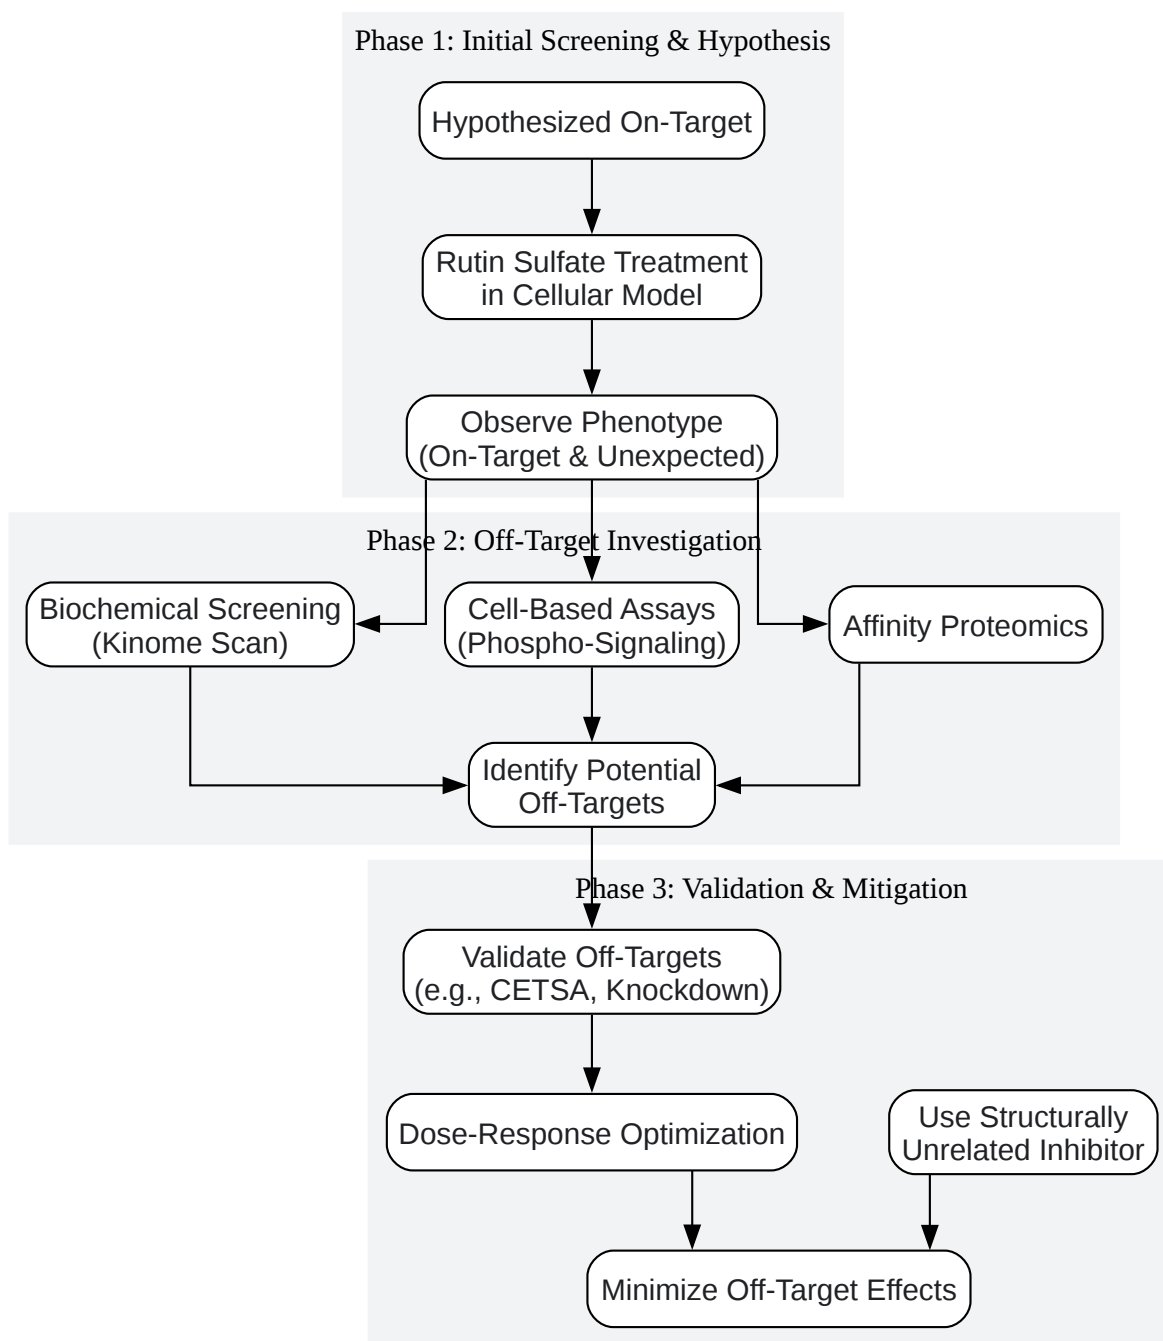 Phase 1: Initial Screening & Hypothesis
Hypothesized On-Target
Rutin Sulfate Treatment
in Cellular Model
Observe Phenotype
(On-Target & Unexpected)
Phase 2: Off-Target Investigation
Biochemical Screening
(Kinome Scan)
Cell-Based Assays
(Phospho-Signaling)
Affinity Proteomics
Identify Potential
Off-Targets
Phase 3: Validation & Mitigation
Validate Off-Targets
(e.g., CETSA, Knockdown)
Dose-Response Optimization
Use Structurally
Unrelated Inhibitor
Minimize Off-Target Effects